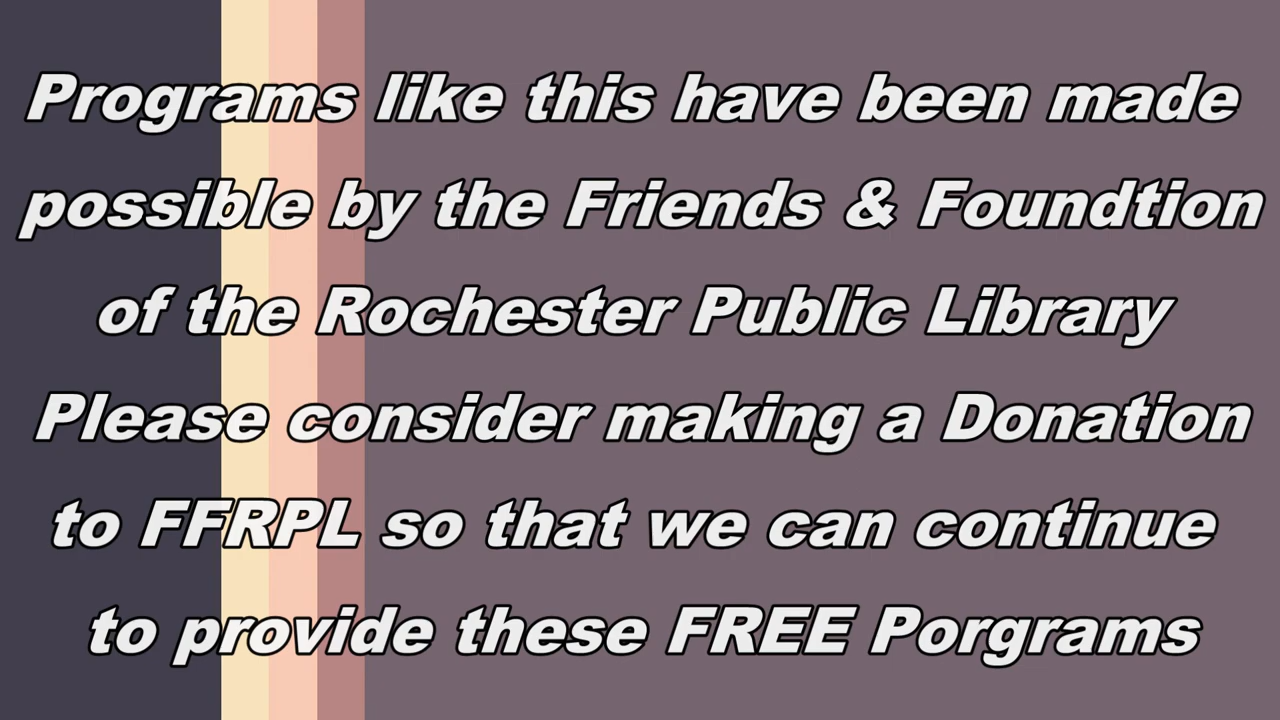 Programs like this have been made
possible by the Friends & Foundtion
of the Rochester Public Library
Please consider making a Donation
to FFRPL so that we can continue
to provide these FREE Porgrams